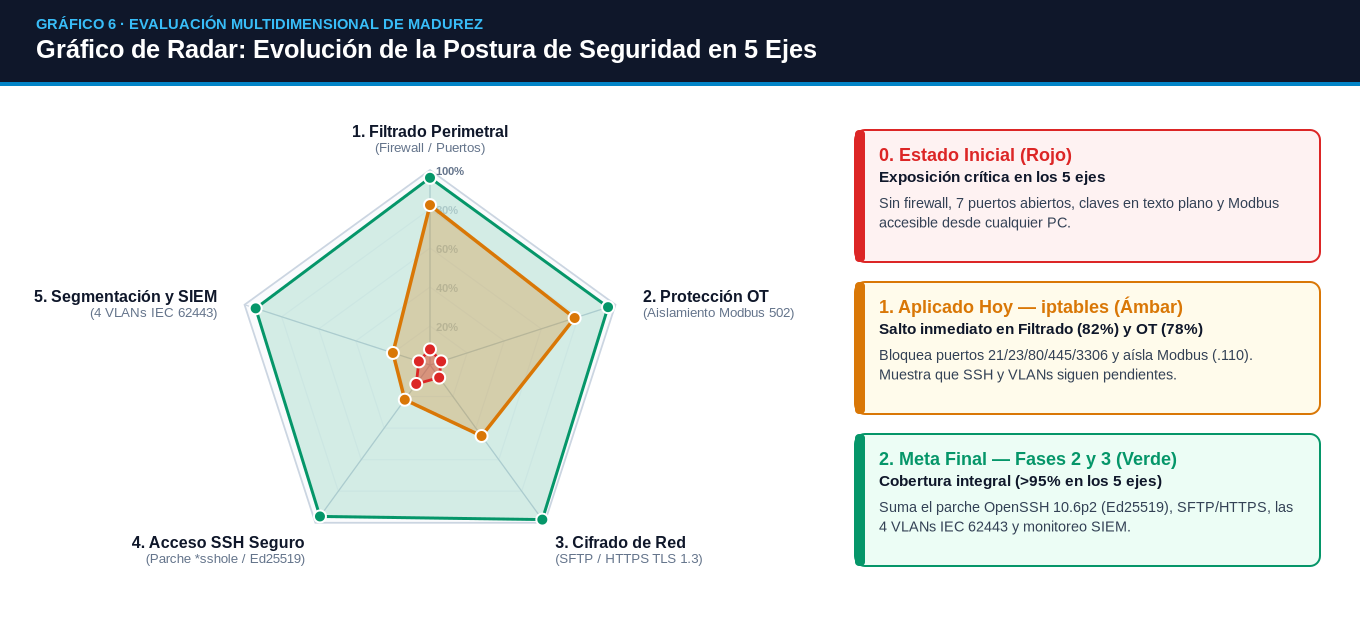 GRÁFICO 6 · EVALUACIÓN MULTIDIMENSIONAL DE MADUREZ
Gráfico de Radar: Evolución de la Postura de Seguridad en 5 Ejes
1. Filtrado Perimetral
(Firewall / Puertos)
100%
80%
60%
40%
20%
5. Segmentación y SIEM
(4 VLANs IEC 62443)
2. Protección OT
(Aislamiento Modbus 502)
4. Acceso SSH Seguro
(Parche *sshole / Ed25519)
3. Cifrado de Red
(SFTP / HTTPS TLS 1.3)
0. Estado Inicial (Rojo)
Exposición crítica en los 5 ejes
Sin firewall, 7 puertos abiertos, claves en texto plano y Modbus
accesible desde cualquier PC.
1. Aplicado Hoy — iptables (Ámbar)
Salto inmediato en Filtrado (82%) y OT (78%)
Bloquea puertos 21/23/80/445/3306 y aísla Modbus (.110).
Muestra que SSH y VLANs siguen pendientes.
2. Meta Final — Fases 2 y 3 (Verde)
Cobertura integral (>95% en los 5 ejes)
Suma el parche OpenSSH 10.6p2 (Ed25519), SFTP/HTTPS, las
4 VLANs IEC 62443 y monitoreo SIEM.